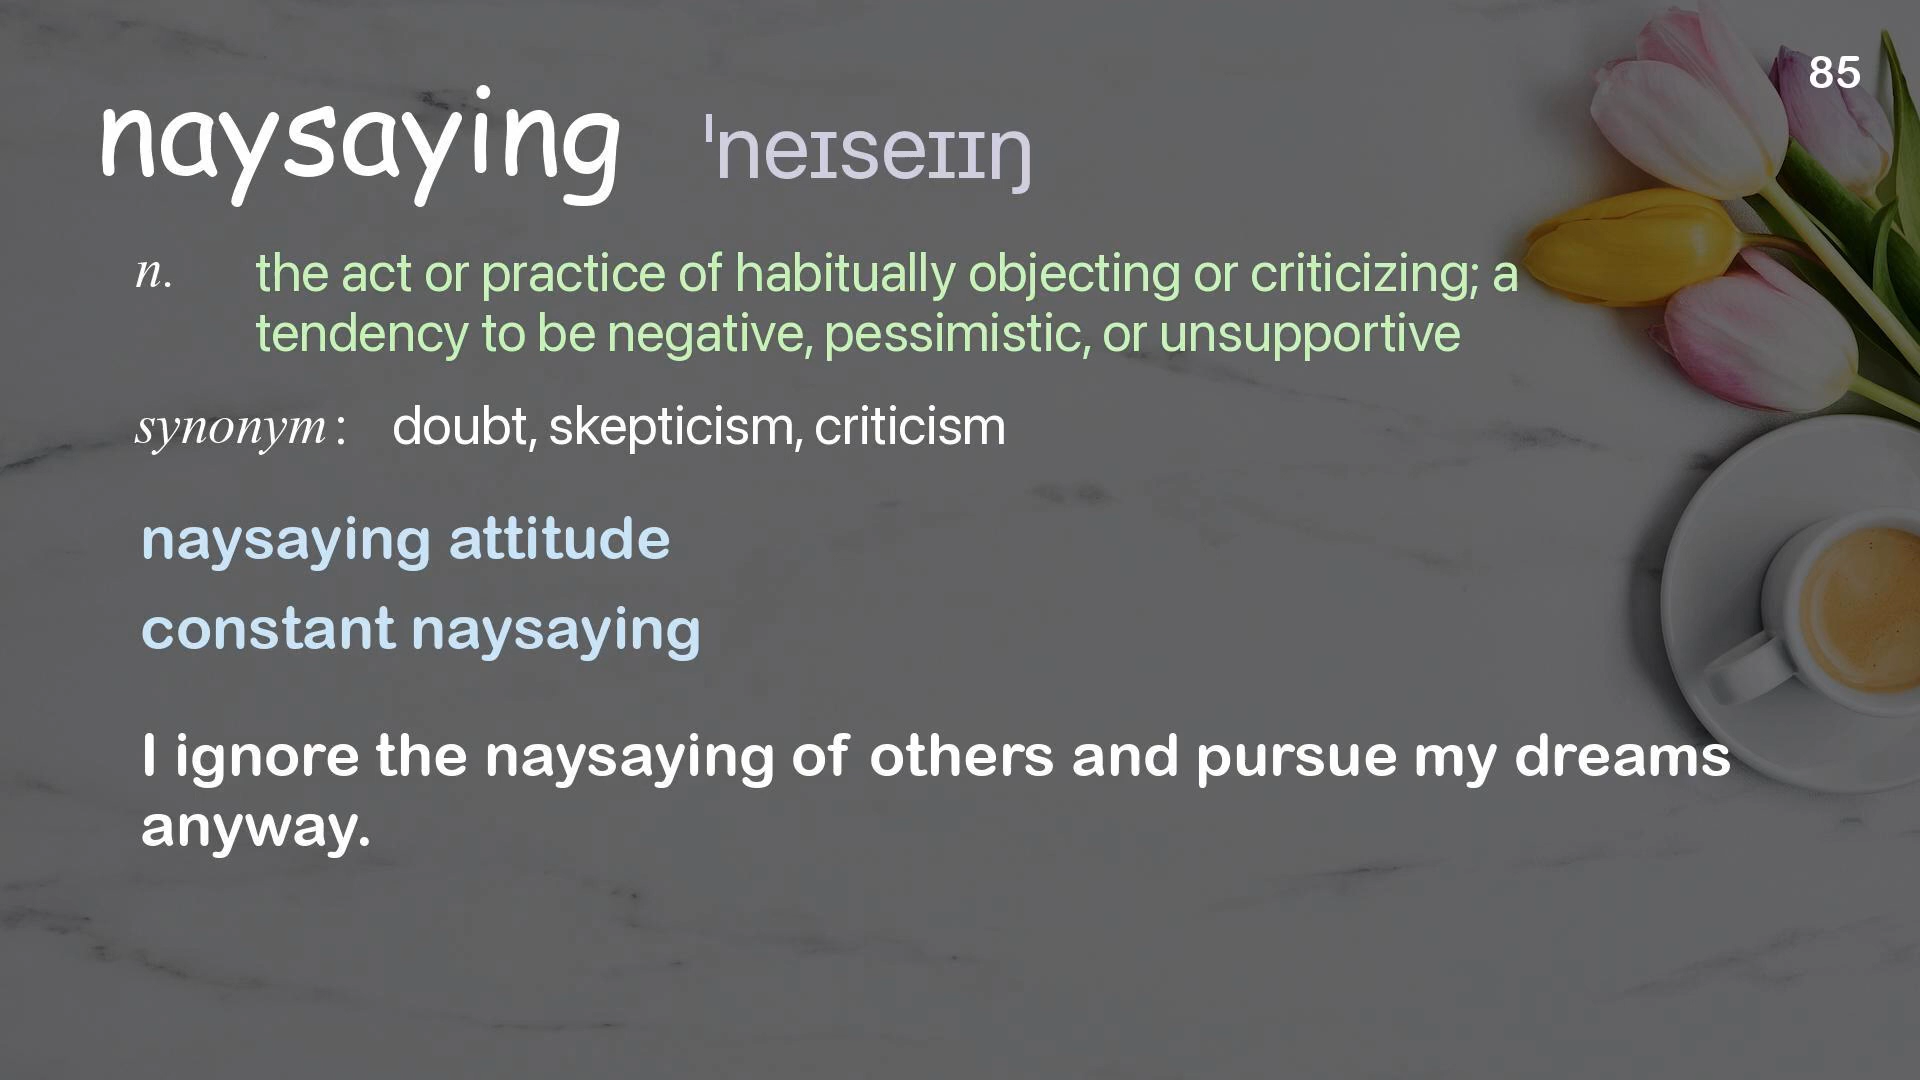 85
naysaying ˈneɪseɪɪŋ
n. the act or practice of habitually objecting or criticizing; a
tendency to be negative, pessimistic, or unsupportive
synonym: doubt, skepticism, criticism
naysaying attitude
constant naysaying
I ignore the naysaying of others and pursue my dreams
anyway.